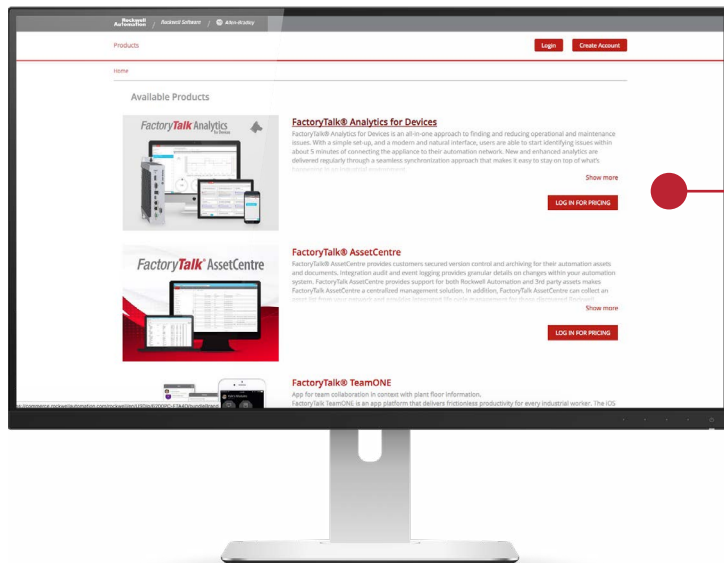 Rockwell Automation / Rockwell Software / Allen-Bradley
Products
Login
Create Account
Home
Available Products
FactoryTalk Analytics
for Devices
FactoryTalk® Analytics for Devices
FactoryTalk® Analytics for Devices is an all-in-one approach to finding and reducing operational and maintenance
issues. With a simple set-up, and a modern and natural interface, users are able to start identifying issues within
about 5 minutes of connecting the appliance to their automation network. New and enhanced analytics are
delivered regularly through a seamless synchronization approach that makes it easy to stay on top of what's
Show more
LOG IN FOR PRICING
FactoryTalk® AssetCentre
FactoryTalk® AssetCentre
FactoryTalk® AssetCentre provides customers secured version control and archiving for their automation assets
and documents. Integration audit and event logging provides granular details on changes within your automation
system. FactoryTalk AssetCentre provides support for both Rockwell Automation and 3rd party assets makes
FactoryTalk AssetCentre a centralized management solution. In addition, FactoryTalk AssetCentre can collect an
Show more
LOG IN FOR PRICING
FactoryTalk® TeamONE
App for team collaboration in context with plant floor information.
FactoryTalk TeamONE is an app platform that delivers frictionless productivity for every industrial worker. The iOS